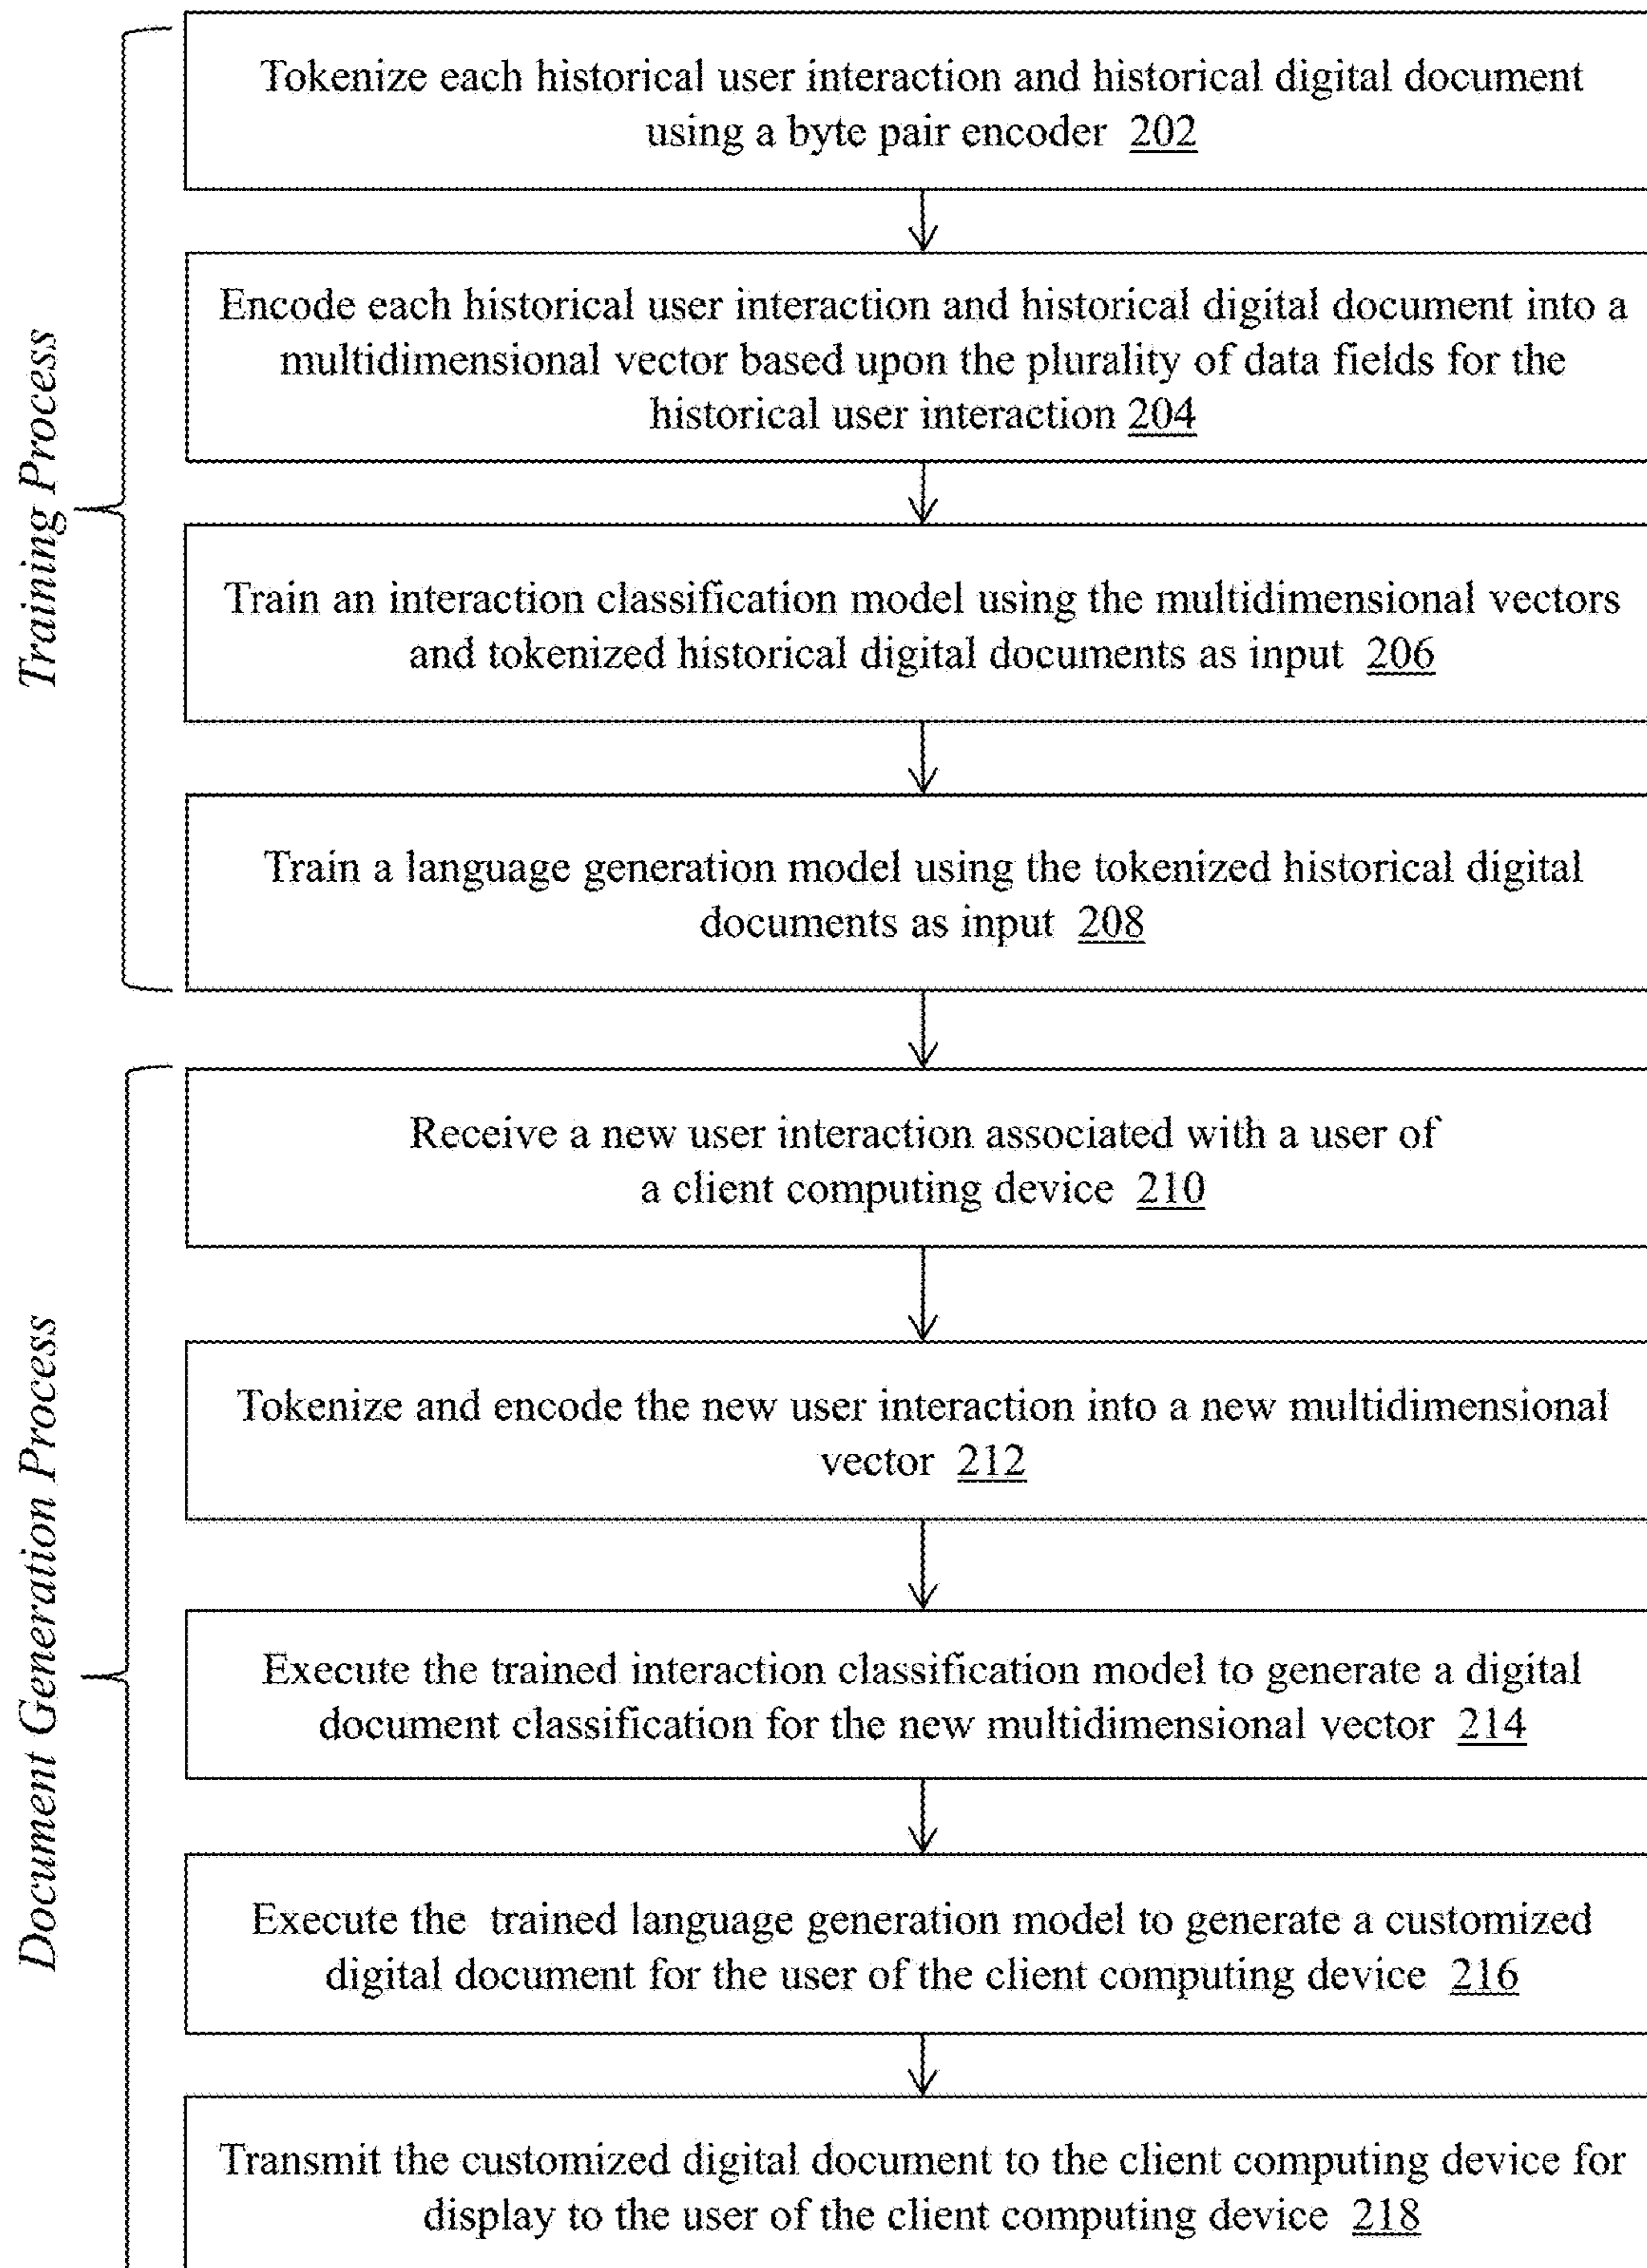 Training Process
Tokenize each historical user interaction and historical digital document
using a byte pair encoder 202
Encode each historical user interaction and historical digital document into a
multidimensional vector based upon the plurality of data fields for the
historical user interaction 204
Train an interaction classification model using the multidimensional vectors
and tokenized historical digital documents as input 206
Train a language generation model using the tokenized historical digital
documents as input 208
Document Generation Process
Receive a new user interaction associated with a user of
a client computing device 210
Tokenize and encode the new user interaction into a new multidimensional
vector 212
Execute the trained interaction classification model to generate a digital
document classification for the new multidimensional vector 214
Execute the trained language generation model to generate a customized
digital document for the user of the client computing device 216
Transmit the customized digital document to the client computing device for
display to the user of the client computing device 218